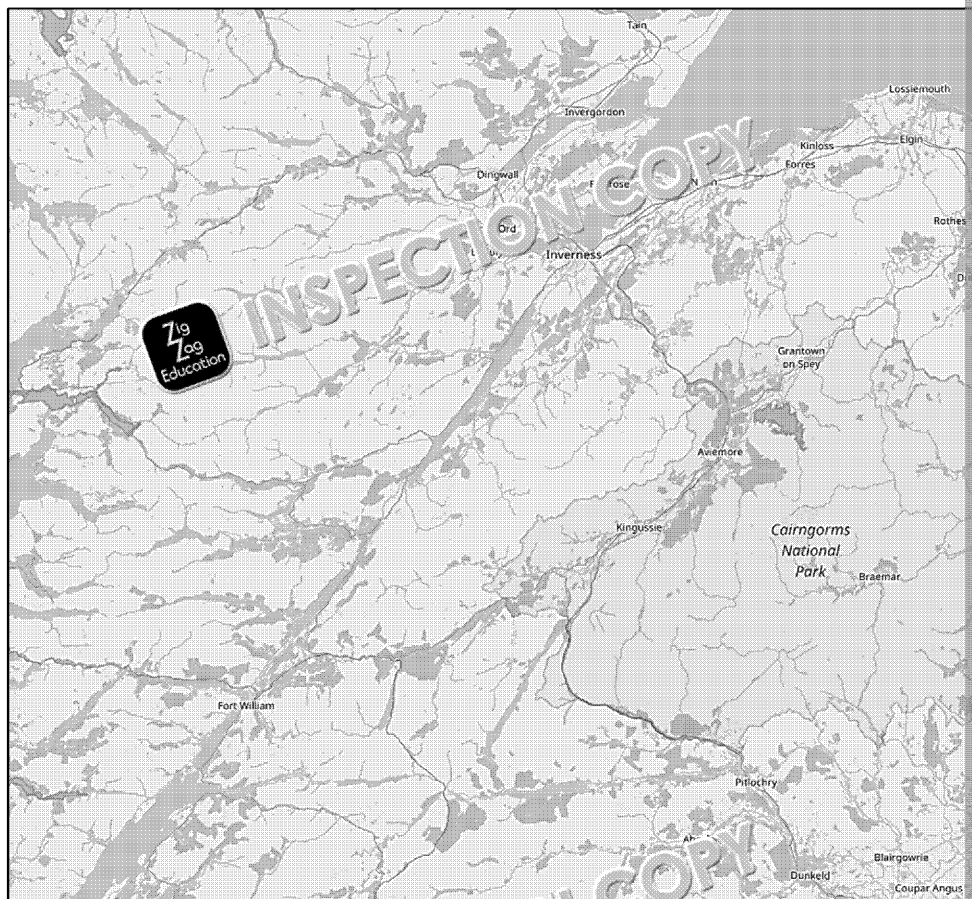 Tain
Lossiemouth
Invergordon
Elgin
Kinloss
Forres
Dingwall
Rothes
Ord
Inverness
INSPECTION COPY
Zig
Zag
Education
Grantown
on Spey
Aviemore
Kingussie
Cairngorms
National
Park
Braemar
Fort William
Pitlochry
Blairgowrie
Dunkeld
Coupar Angus
COPY